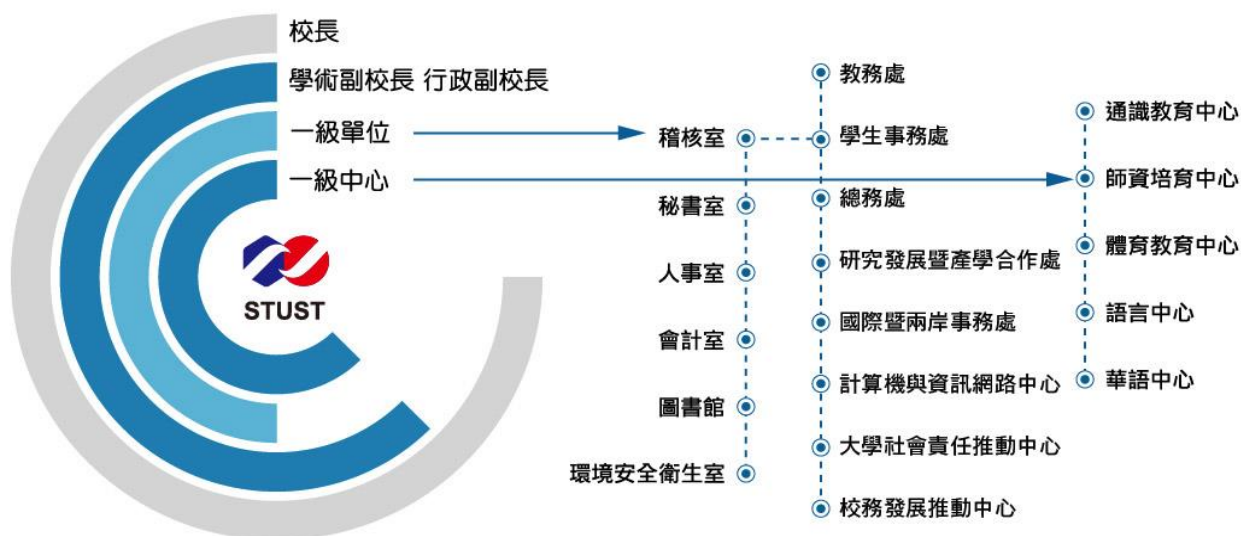 校長
學術副校長 行政副校長
一級單位
一級中心
STUST
稽核室
秘書室
人事室
會計室
圖書館
環境安全衛生室
教務處
學生事務處
總務處
研究發展暨產學合作處
國際暨兩岸事務處
計算機與資訊網路中心
大學社會責任推動中心
校務發展推動中心
通識教育中心
師資培育中心
體育教育中心
語言中心
華語中心